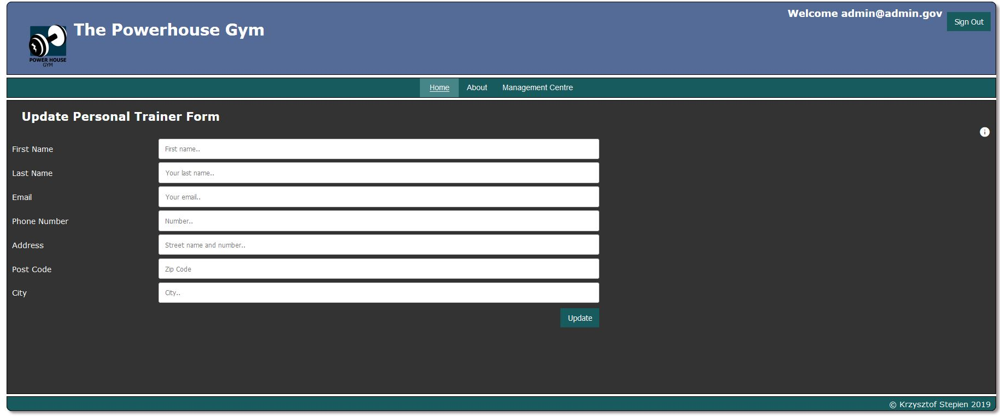 The Powerhouse Gym
Welcome admin@admin.gov
Sign Out
POWER HOUSE
GYM
Home
About
Management Centre
Update Personal Trainer Form
First Name
First name..
Last Name
Your last name..
Email
Your email..
Phone Number
Number..
Address
Street name and number..
Post Code
Zip Code
City
City..
Update
© Krzysztof Stepien 2019